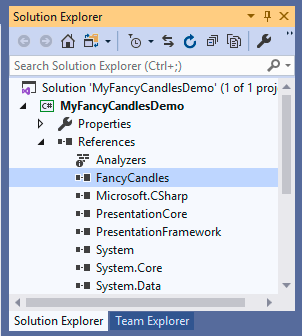 Solution Explorer
Search Solution Explorer (Ctrl+;)
Solution 'MyFancyCandlesDemo' (1 of 1 proj
C# MyFancyCandlesDemo
Properties
References
Analyzers
FancyCandles
Microsoft.CSharp
PresentationCore
PresentationFramework
System
System.Core
System.Data
Solution Explorer Team Explorer